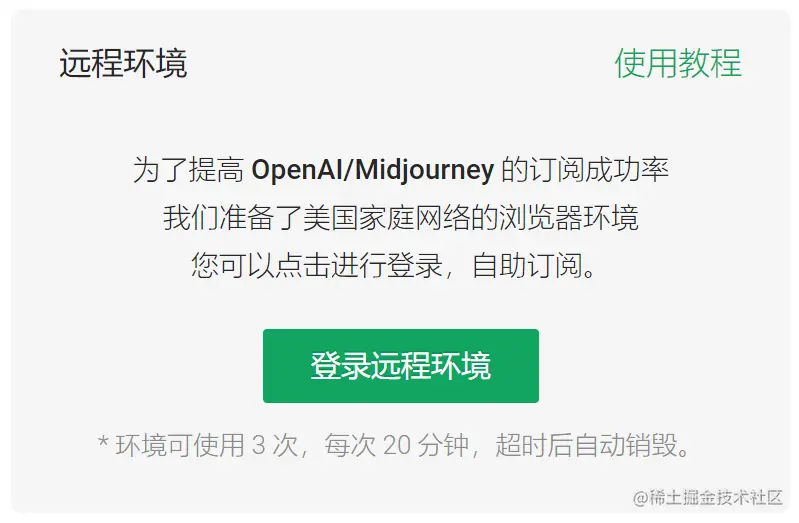 远程环境
使用教程
为了提高 OpenAI/Midjourney 的订阅成功率
我们准备了美国家庭网络的浏览器环境
您可以点击进行登录，自助订阅。
登录远程环境
* 环境可使用 3 次，每次 20 分钟，超时后自动销毁。
@稀土掘金技术社区